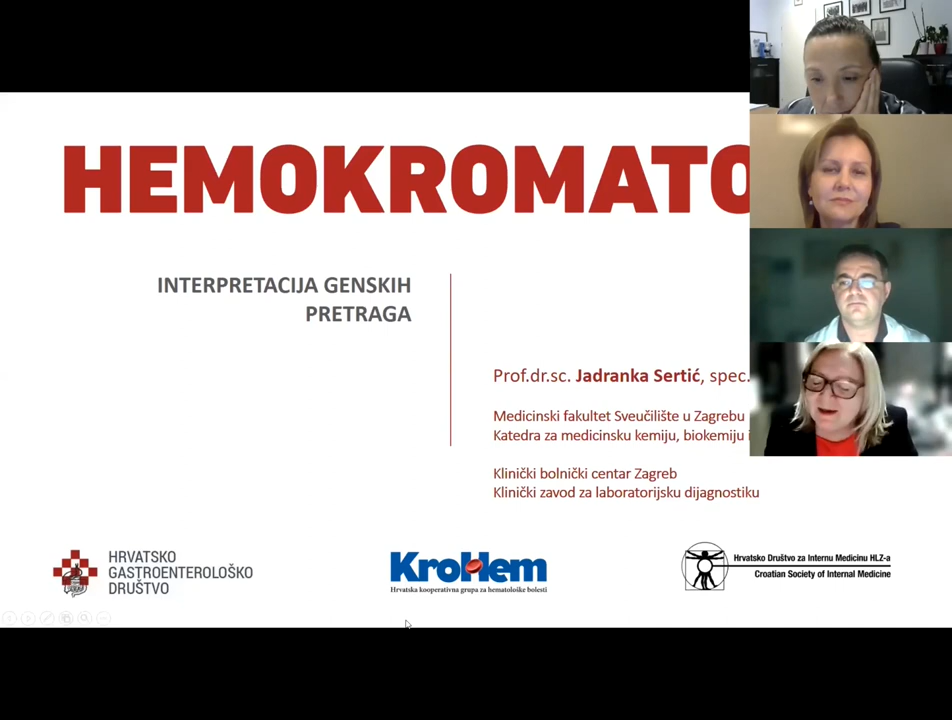 HEMOKROMATO
INTERPRETACIJA GENSKIH
PRETRAGA
Prof.dr.sc. Jadranka Sertić, spec.
Medicinski fakultet Sveučilište u Zagrebu
Katedra za medicinsku kemiju, biokemiju i
Klinički bolnički centar Zagreb
Klinički zavod za laboratorijsku dijagnostiku
HRVATSKO
GASTROENTEROLOŠKO
DRUŠTVO
KroHem
Hrvatska kooperativna grupa za hematološke bolesti
Hrvatsko Društvo za Internu Medicinu HLZ-a
Croatian Society of Internal Medicine